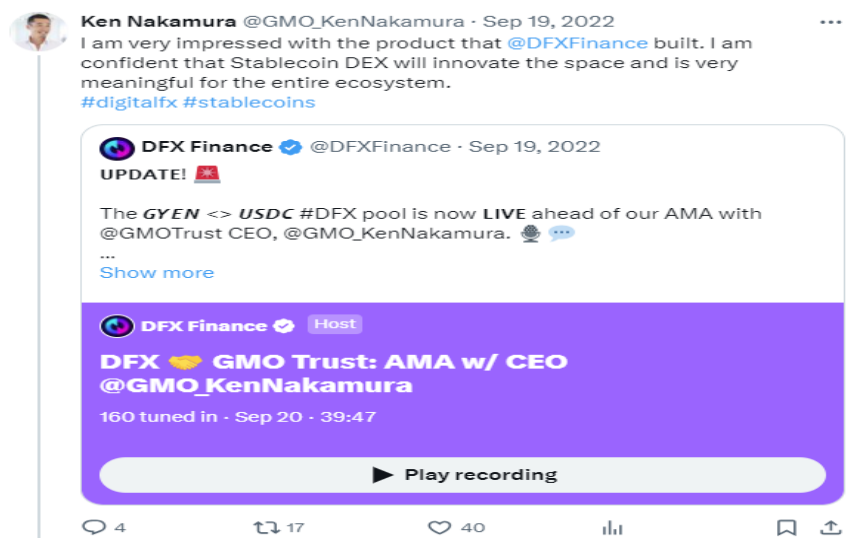 Ken Nakamura @GMO_KenNakamura · Sep 19, 2022
I am very impressed with the product that @DFXFinance built. I am
confident that Stablecoin DEX will innovate the space and is very
meaningful for the entire ecosystem.
#digitalfx #stablecoins
DFX Finance @DFXFinance · Sep 19, 2022
UPDATE! 🚨
The GYEN <> USDC #DFX pool is now LIVE ahead of our AMA with
@GMOTrust CEO, @GMO_KenNakamura. 🎙️ 💬
...
Show more
DFX Finance Host
DFX 🤝 GMO Trust: AMA w/ CEO
@GMO_KenNakamura
160 tuned in · Sep 20 · 39:47
Play recording
4 17 40